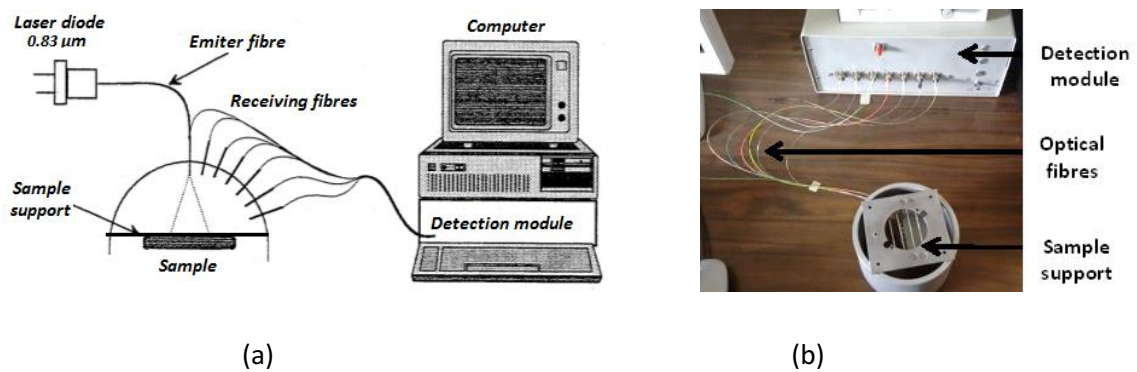 Laser diode
0.83 µm
Emiter fibre
Receiving fibres
Computer
Sample
support
Sample
Detection module
(a)
Detection
module
Optical
fibres
Sample
support
(b)